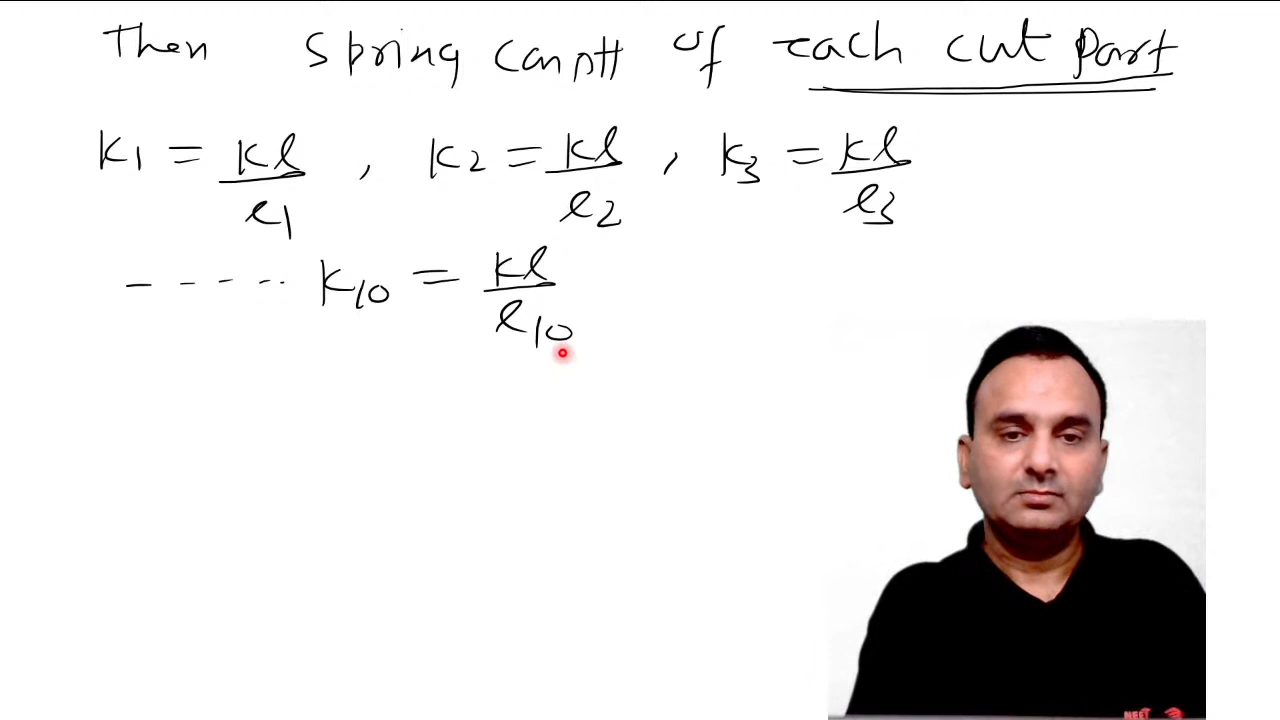 Then spring constt of each cut part
K1 = Kl/l1 , K2 = Kl/l2 , K3 = Kl/l3
- - - - - - K10 = Kl/l10
NEET